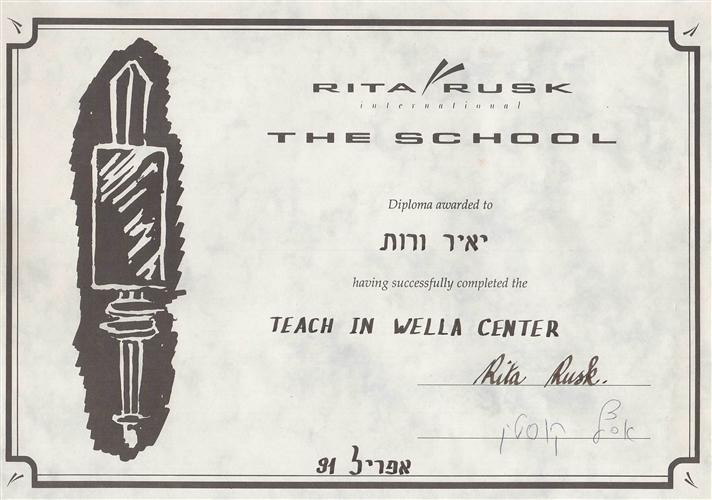 RITA RUSK
international
THE SCHOOL
Diploma awarded to
יאיר ורות
having successfully completed the
TEACH IN WELLA CENTER
Rita Rusk.
אפריל 91